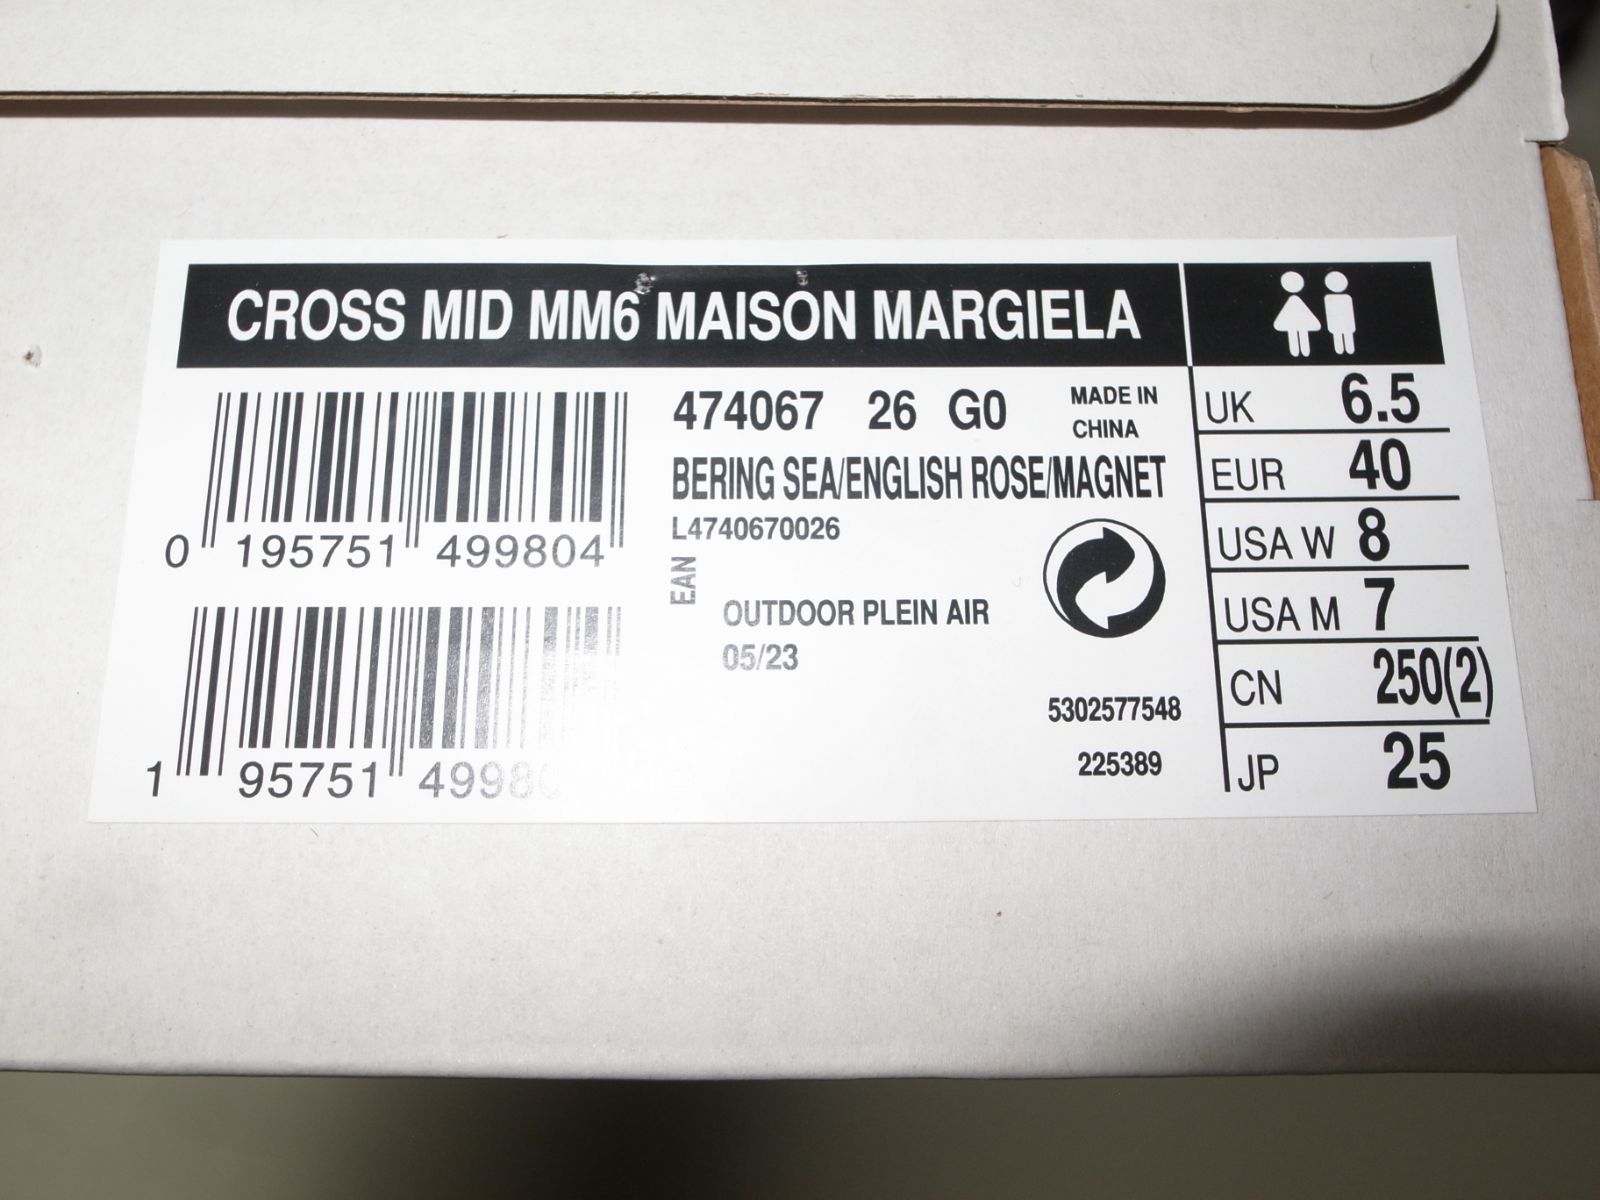 CROSS MID MM6 MAISON MARGIELA
474067 26 G0
MADE IN
CHINA
BERING SEA/ENGLISH ROSE/MAGNET
L4740670026
0 195751 499804
EAN
OUTDOOR PLEIN AIR
05/23
5302577548
225389
1 95751 49980
UK 6.5
EUR 40
USA W 8
USA M 7
CN 250(2)
JP 25